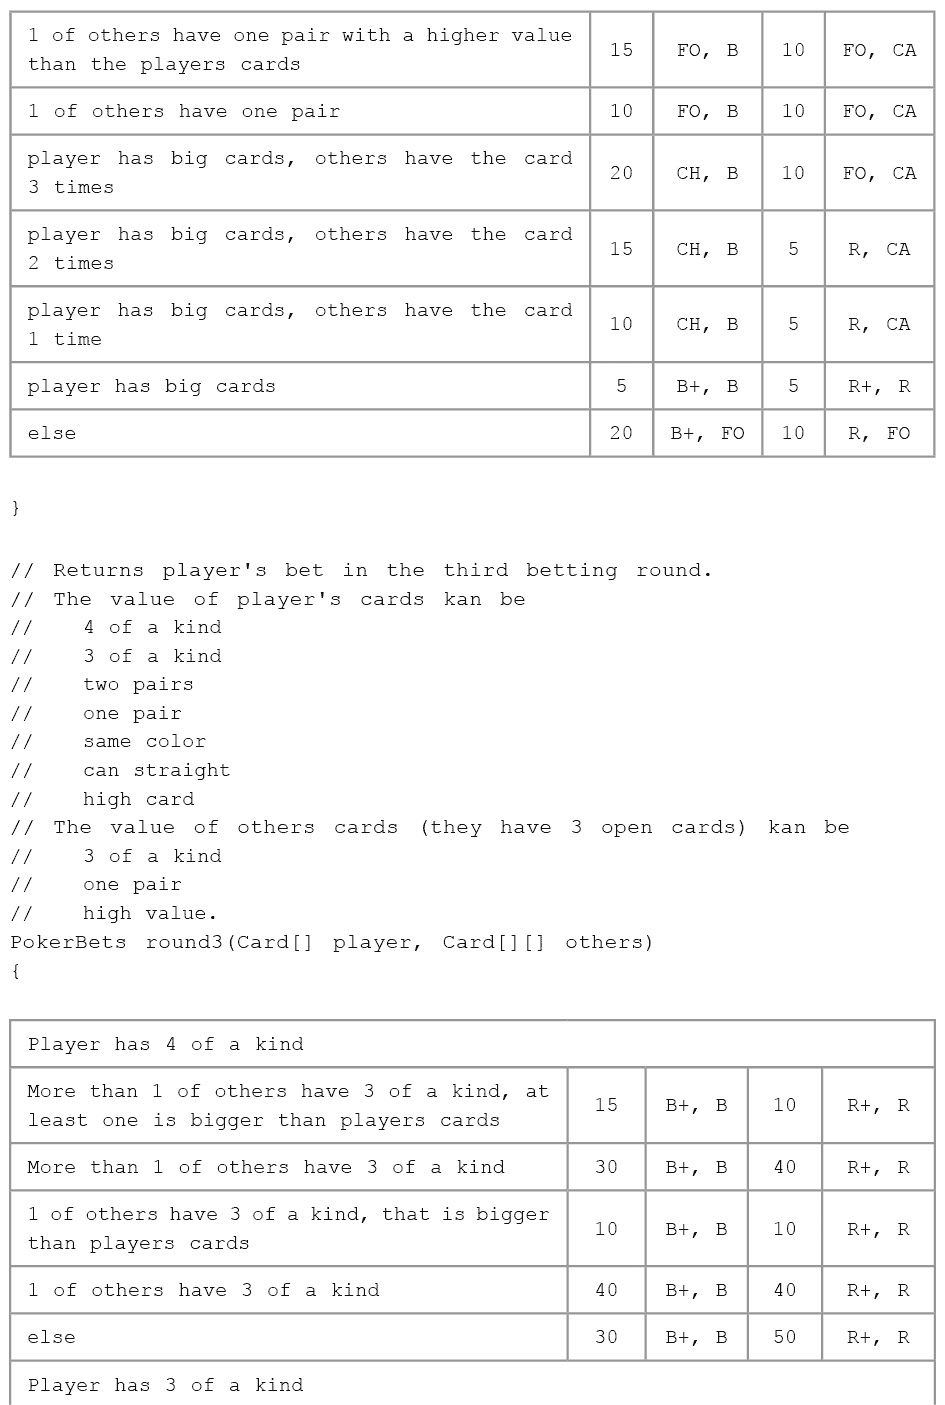 1 of others have one pair with a higher value
than the players cards 15 FO, B 10 FO, CA
1 of others have one pair 10 FO, B 10 FO, CA
player has big cards, others have the card
3 times 20 CH, B 10 FO, CA
player has big cards, others have the card
2 times 15 CH, B 5 R, CA
player has big cards, others have the card
1 time 10 CH, B 5 R, CA
player has big cards 5 B+, B 5 R+, R
else 20 B+, FO 10 R, FO
}
// Returns player's bet in the third betting round.
// The value of player's cards kan be
// 4 of a kind
// 3 of a kind
// two pairs
// one pair
// same color
// can straight
// high card
// The value of others cards (they have 3 open cards) kan be
// 3 of a kind
// one pair
// high value.
PokerBets round3(Card[] player, Card[][] others)
{
Player has 4 of a kind
More than 1 of others have 3 of a kind, at
least one is bigger than players cards 15 B+, B 10 R+, R
More than 1 of others have 3 of a kind 30 B+, B 40 R+, R
1 of others have 3 of a kind, that is bigger
than players cards 10 B+, B 10 R+, R
1 of others have 3 of a kind 40 B+, B 40 R+, R
else 30 B+, B 50 R+, R
Player has 3 of a kind